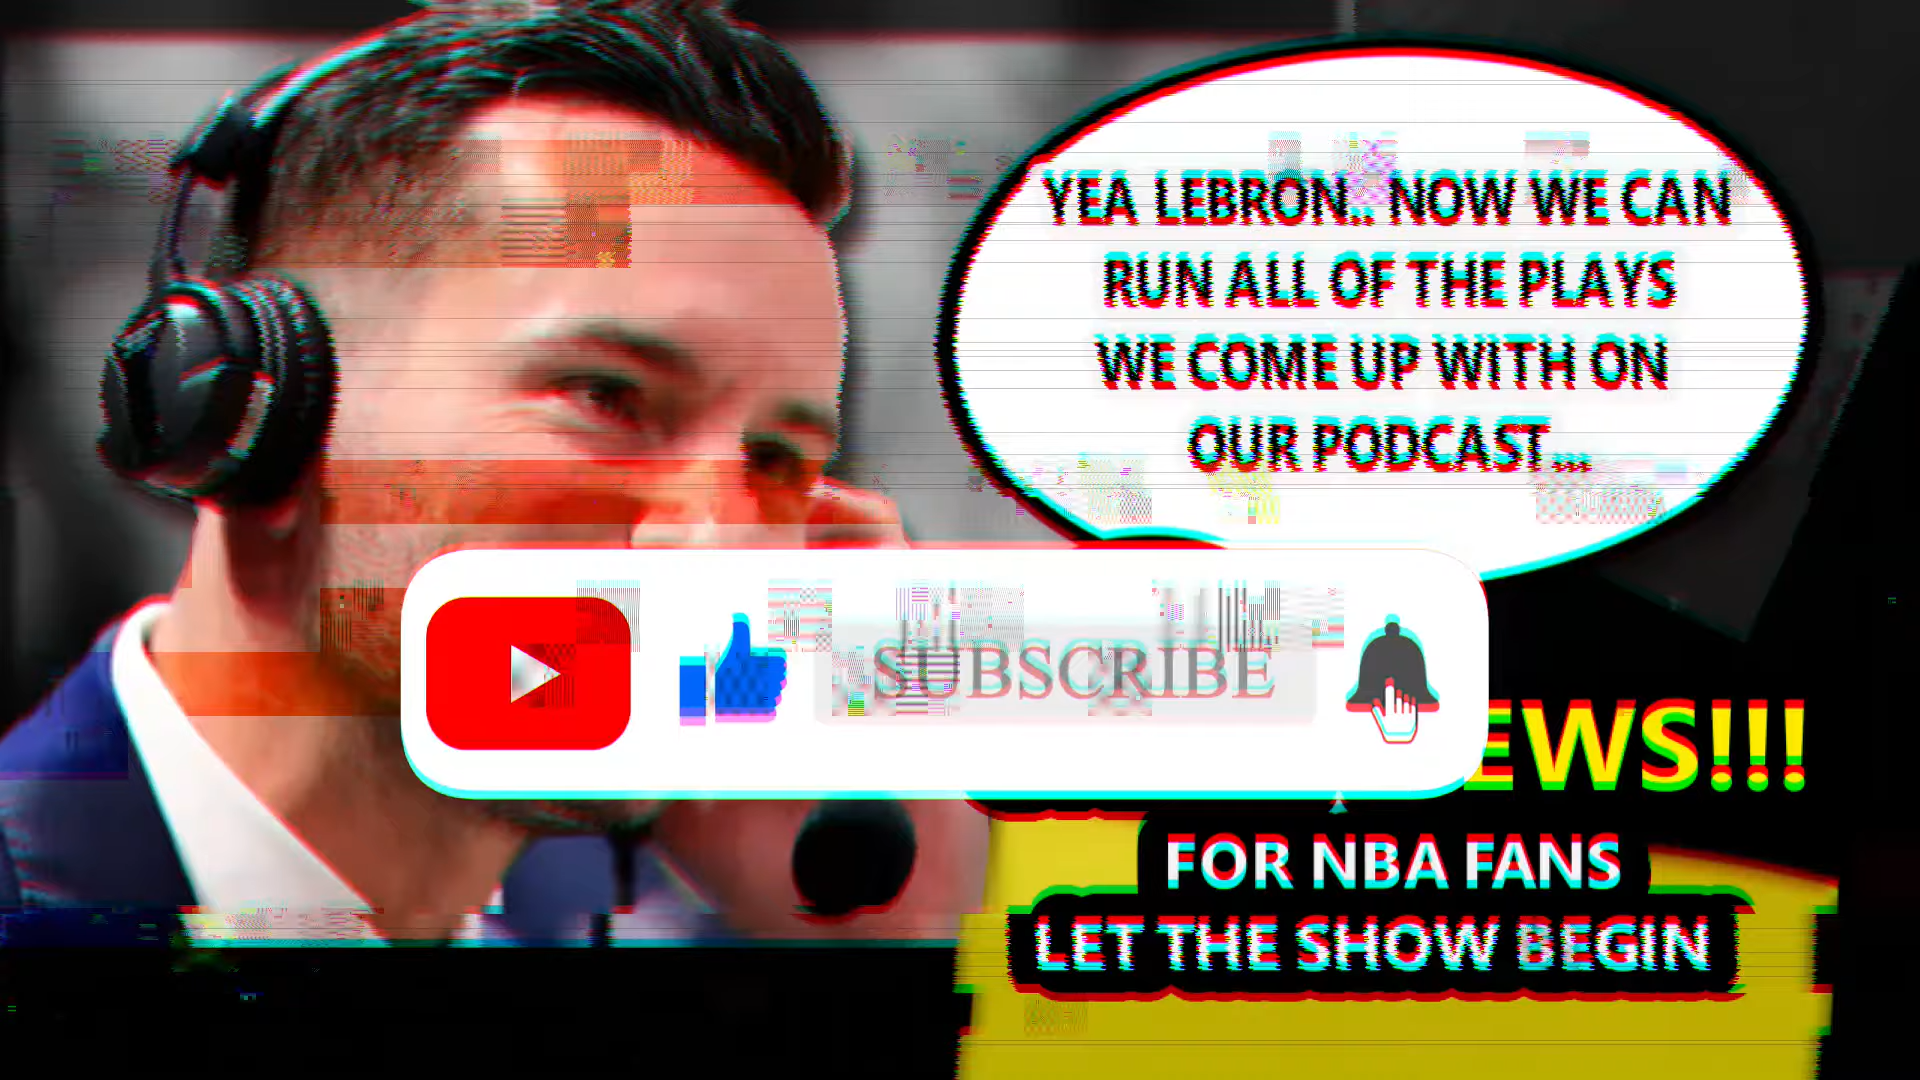 YEA LEBRON.. NOW WE CAN
RUN ALL OF THE PLAYS
WE COME UP WITH ON
OUR PODCAST....
SUBSCRIBE
EWS!!!
FOR NBA FANS
LET THE SHOW BEGIN